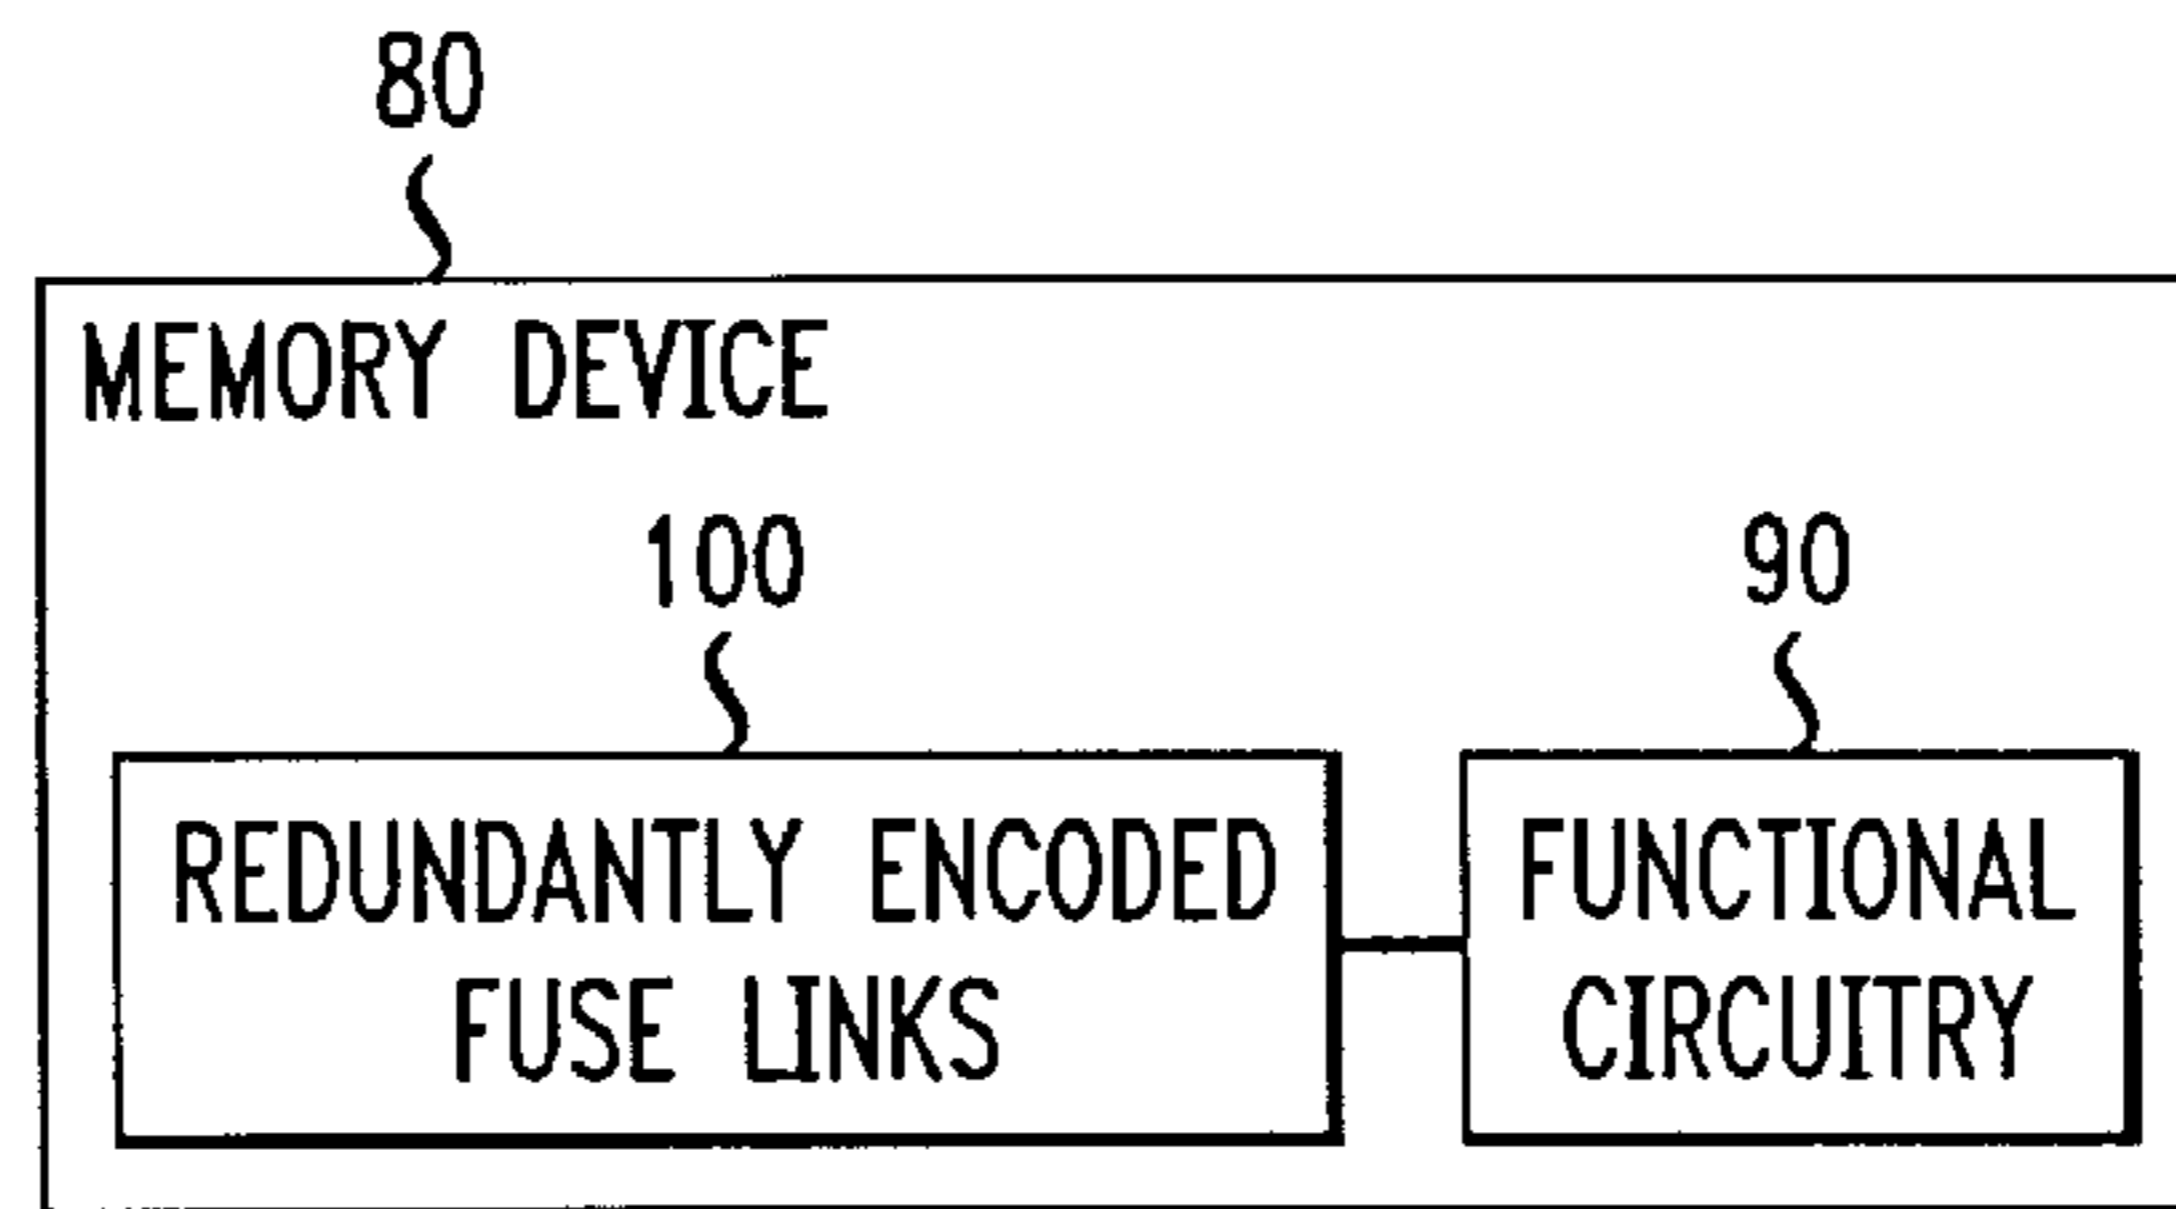 80
MEMORY DEVICE
100
90
REDUNDANTLY ENCODED
FUSE LINKS
FUNCTIONAL
CIRCUITRY